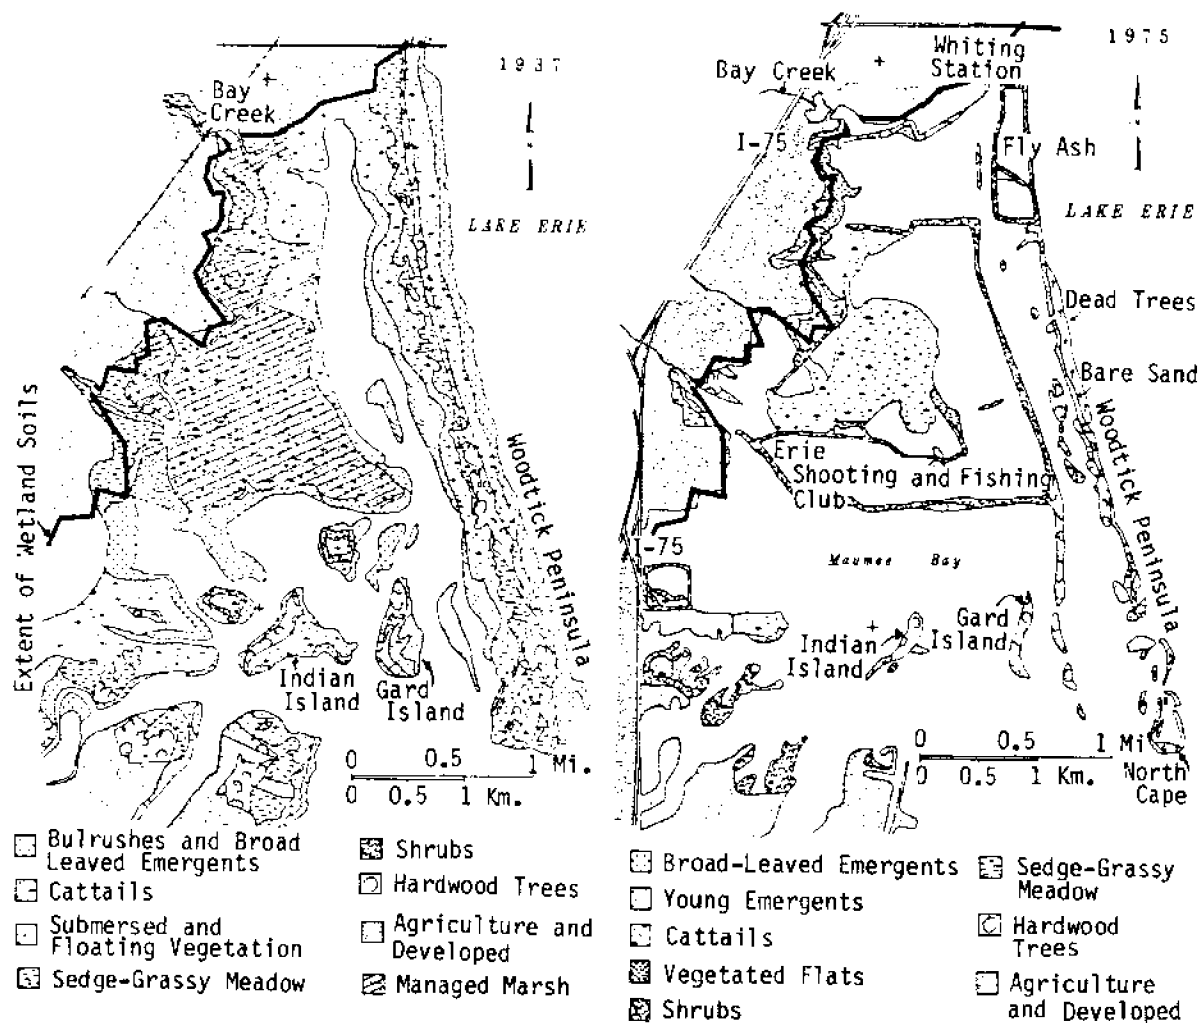 1937
Bay
Creek
LAKE ERIE
Extent of Wetland Soils
Woodtick Peninsula
Indian
Island
Gard
Island
0 0.5 1 Mi.
0 0.5 1 Km.
Bulrushes and Broad
Leaved Emergents
Cattails
Submersed and
Floating Vegetation
Sedge-Grassy Meadow
Shrubs
Hardwood Trees
Agriculture and
Developed
Managed Marsh
1975
Whiting
Station
Bay Creek
I-75
Fly Ash
LAKE ERIE
Dead Trees
Bare Sand
Woodtick Peninsula
Erie
Shooting and Fishing
Club
I-75
Maumee Bay
Indian
Island
Gard
Island
0 0.5 1 Mi
0 0.5 1 Km.
North
Cape
Broad-Leaved Emergents
Young Emergents
Cattails
Vegetated Flats
Shrubs
Sedge-Grassy
Meadow
Hardwood
Trees
Agriculture
and Developed